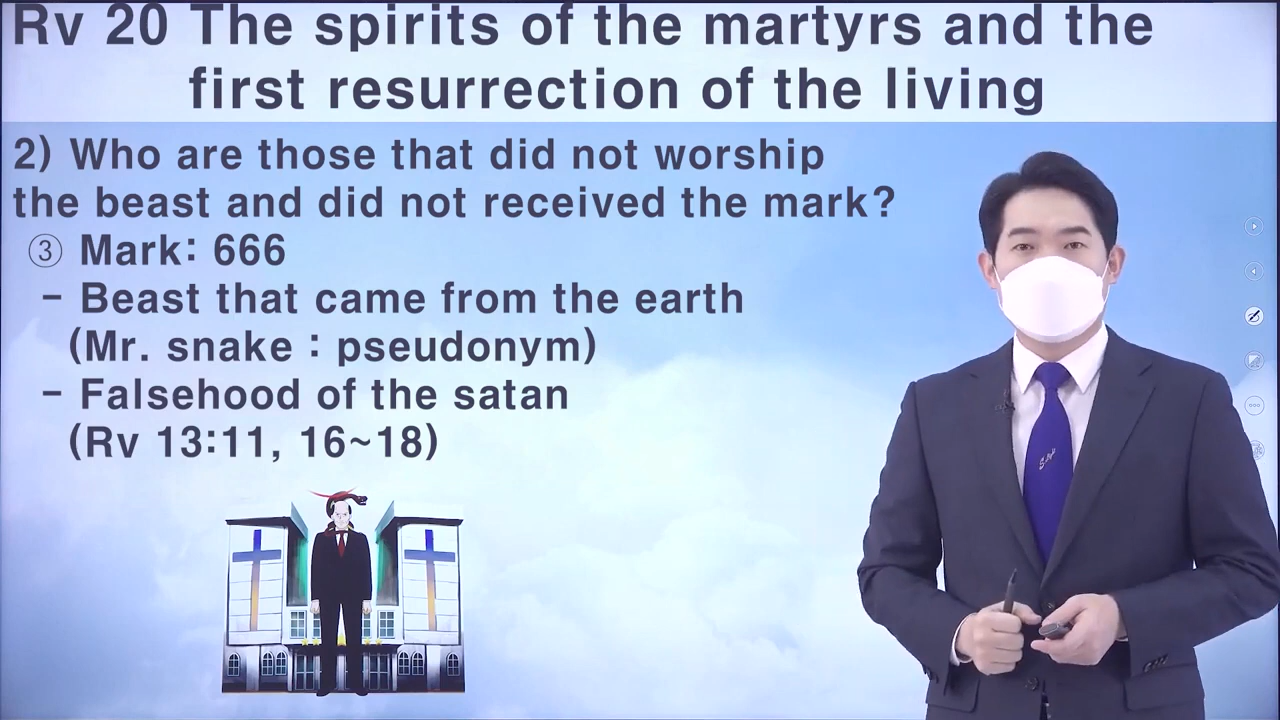 Rv 20 The spirits of the martyrs and the
first resurrection of the living
2) Who are those that did not worship
the beast and did not received the mark?
③ Mark: 666
- Beast that came from the earth
(Mr. snake : pseudonym)
- Falsehood of the satan
(Rv 13:11, 16~18)